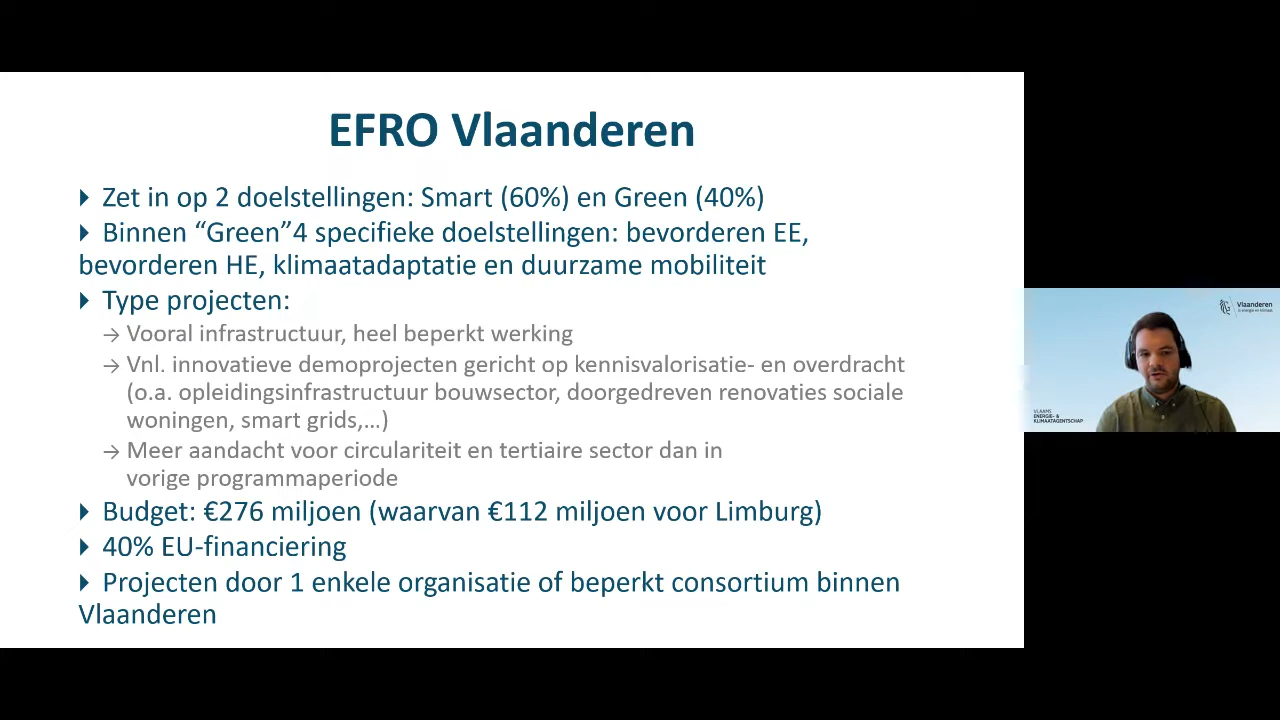 EFRO Vlaanderen
Zet in op 2 doelstellingen: Smart (60%) en Green (40%)
Binnen “Green”4 specifieke doelstellingen: bevorderen EE,
bevorderen HE, klimaatadaptatie en duurzame mobiliteit
Type projecten:
→ Vooral infrastructuur, heel beperkt werking
→ Vnl. innovatieve demoprojecten gericht op kennisvalorisatie- en overdracht
(o.a. opleidingsinfrastructuur bouwsector, doorgedreven renovaties sociale
woningen, smart grids,…)
→ Meer aandacht voor circulariteit en tertiaire sector dan in
vorige programmaperiode
Budget: €276 miljoen (waarvan €112 miljoen voor Limburg)
40% EU-financiering
Projecten door 1 enkele organisatie of beperkt consortium binnen
Vlaanderen
Vlaanderen
is energie en klimaat
VLAAMS
ENERGIE- &
KLIMAATAGENTSCHAP